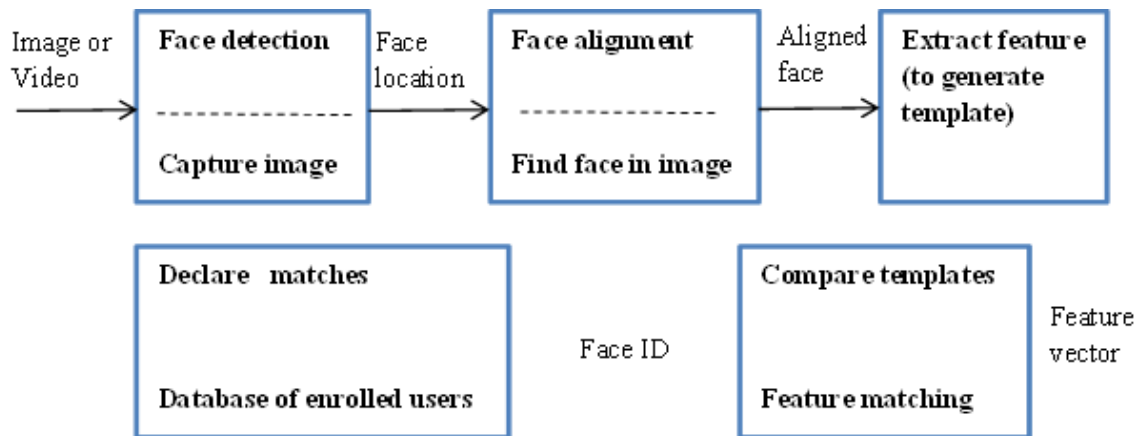 Image or
Video
Face detection
Capture image
Face
location
Face alignment
Find face in image
Aligned
face
Extract feature
(to generate
template)
Declare matches
Database of enrolled users
Face ID
Compare templates
Feature matching
Feature
vector